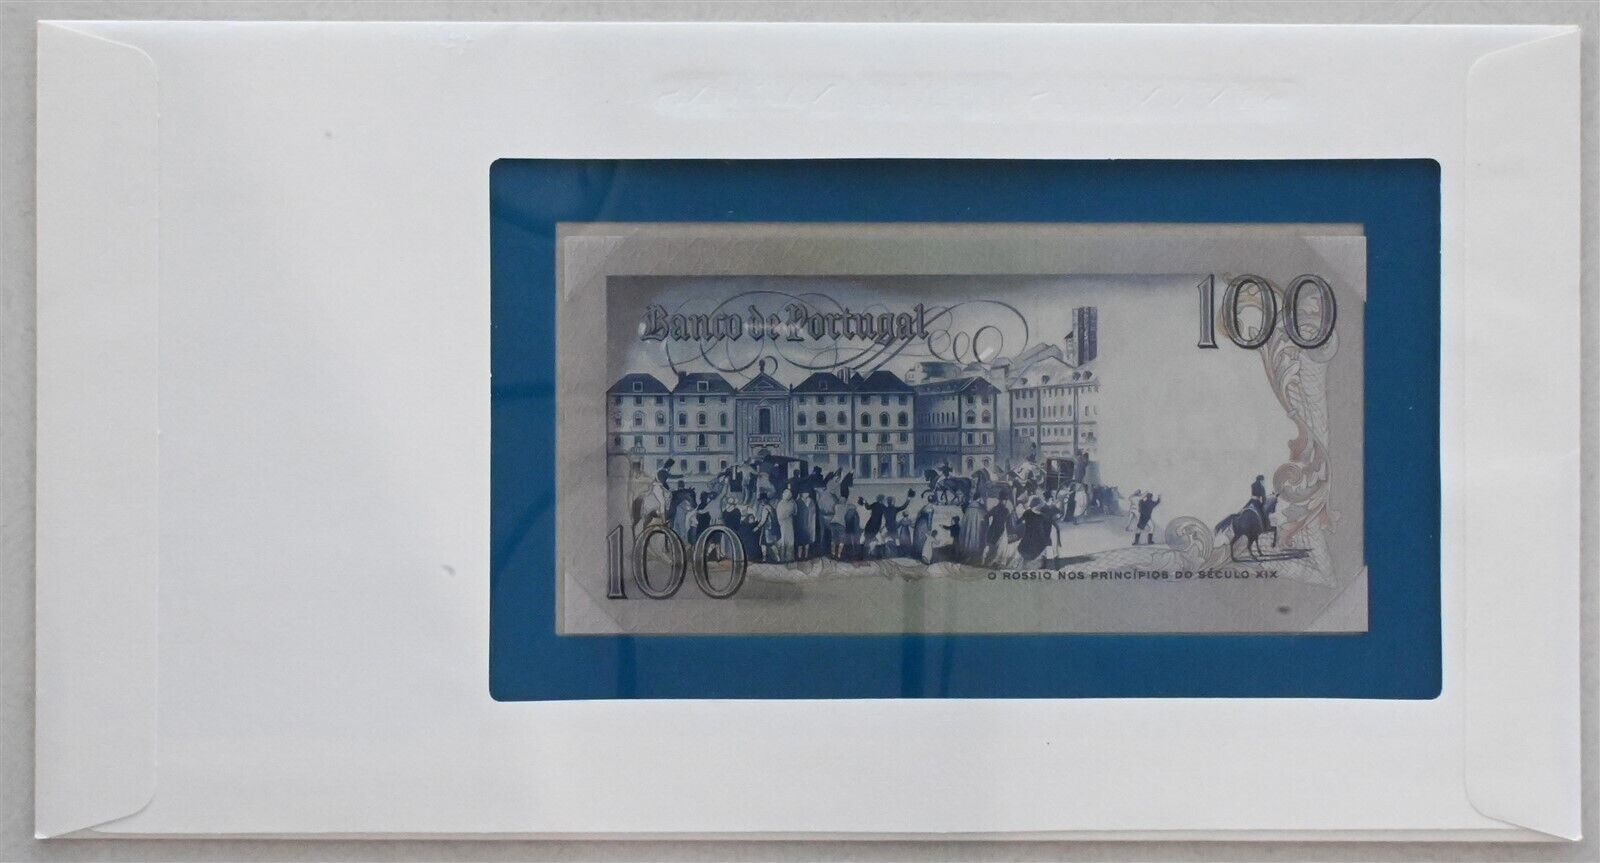 Banco de Portugal
100
100
O ROSSIO NOS PRINCÍPIOS DO SÉCULO XIX